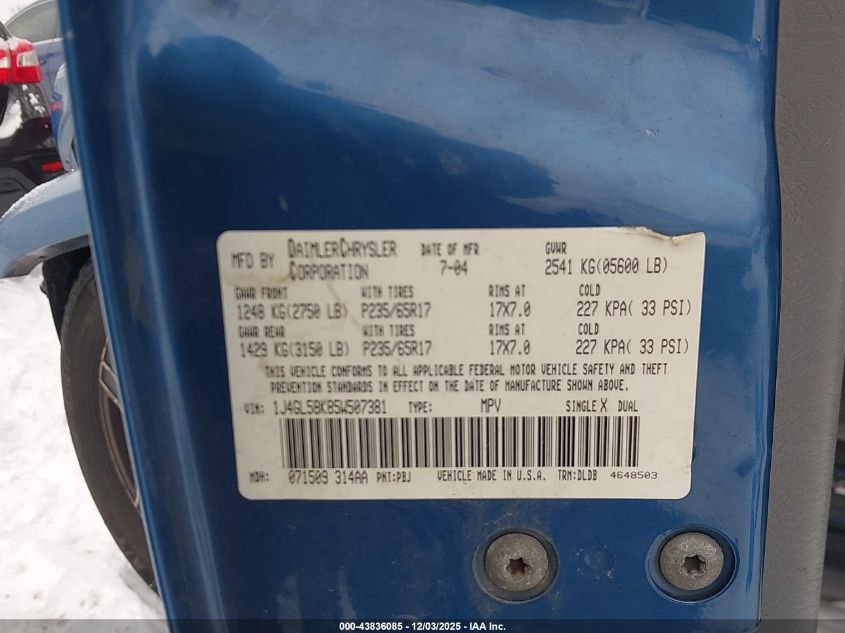 MFD BY DAIMLERCHRYSLER CORPORATION DATE OF MFR 7-04 GVWR 2541 KG(05600 LB)
GAWR FRONT WITH TIRES RIMS AT COLD
1248 KG(2750 LB) P235/65R17 17X7.0 227 KPA( 33 PSI)
GAWR REAR WITH TIRES RIMS AT COLD
1429 KG(3150 LB) P235/65R17 17X7.0 227 KPA( 33 PSI)
THIS VEHICLE CONFORMS TO ALL APPLICABLE FEDERAL MOTOR VEHICLE SAFETY AND THEFT
PREVENTION STANDARDS IN EFFECT ON THE DATE OF MANUFACTURE SHOWN ABOVE.
VIN: 1J4GL58K85W507381 TYPE: MPV SINGLE X DUAL
MDH: 071509 314AA PNT:PBJ VEHICLE MADE IN U.S.A. TRM:DLDB 4648503
000-43836085 - 12/03/2025 - IAA Inc.